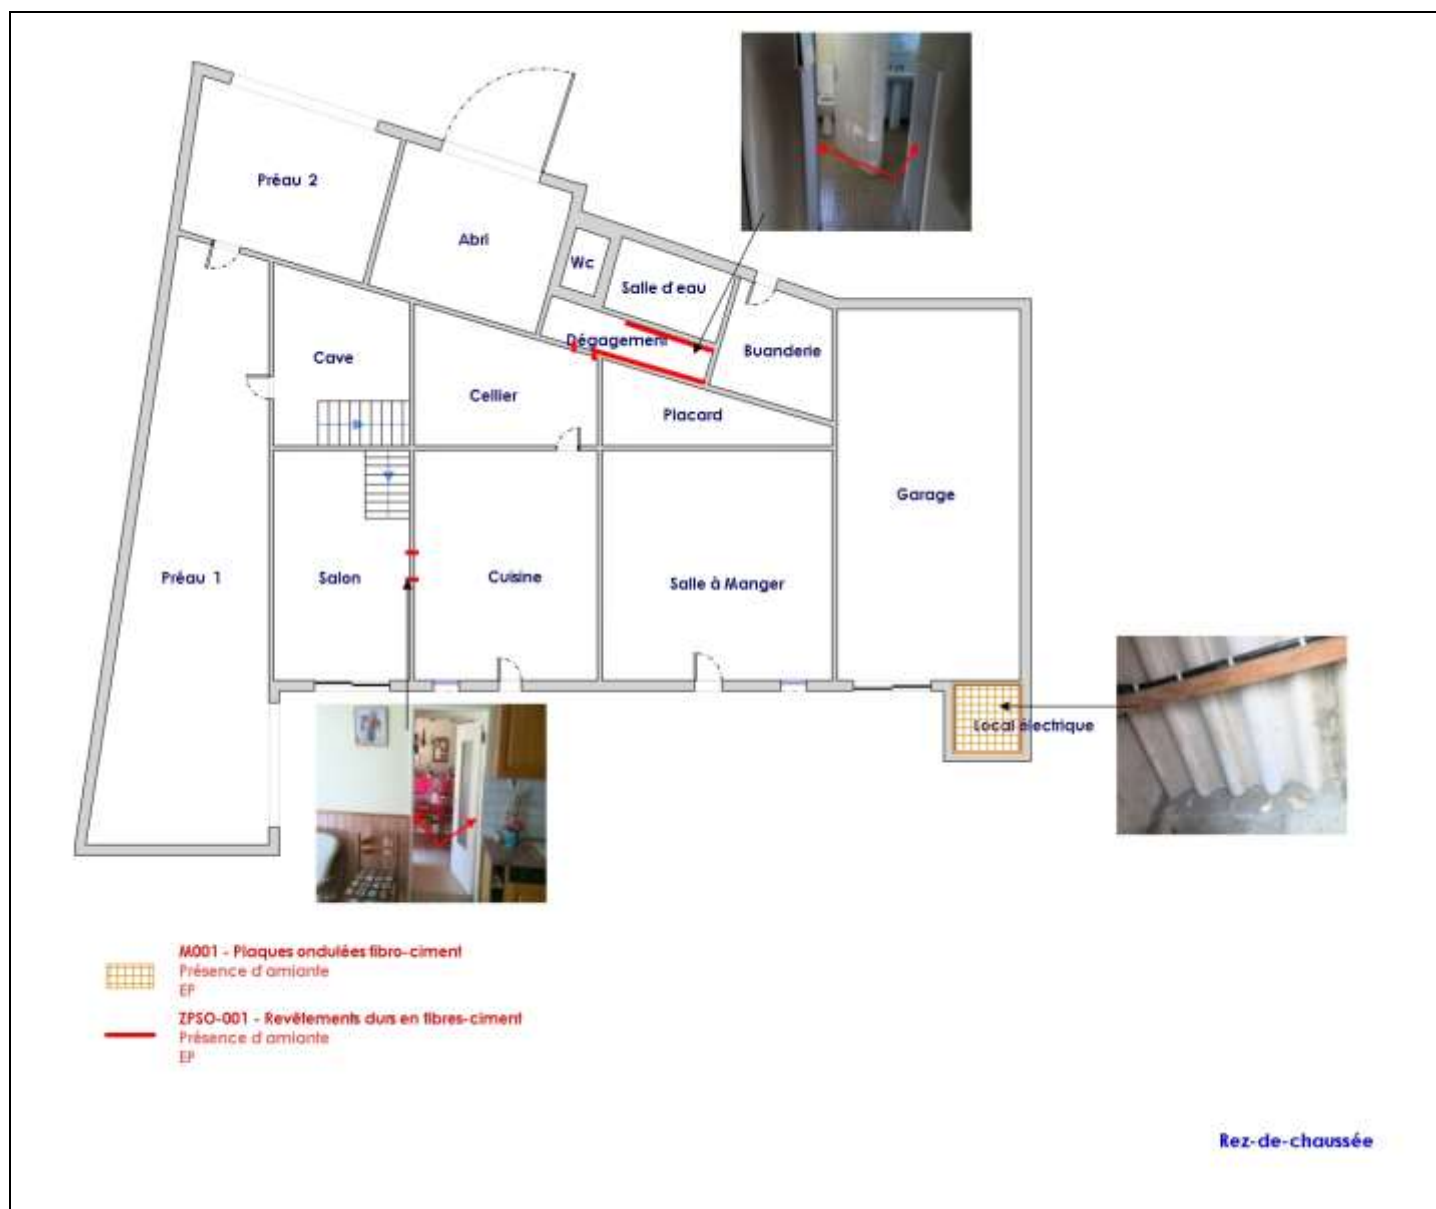 Préau 2
Abri
Wc
Salle d'eau
Dégagement
Buanderie
Cave
Cellier
Placard
Garage
Préau 1
Salon
Cuisine
Salle à Manger
Local électrique
M001 - Plaques ondulées fibro-ciment
Présence d'amiante
EP
ZPSO-001 - Revêtements durs en fibres-ciment
Présence d'amiante
EP
Rez-de-chaussée